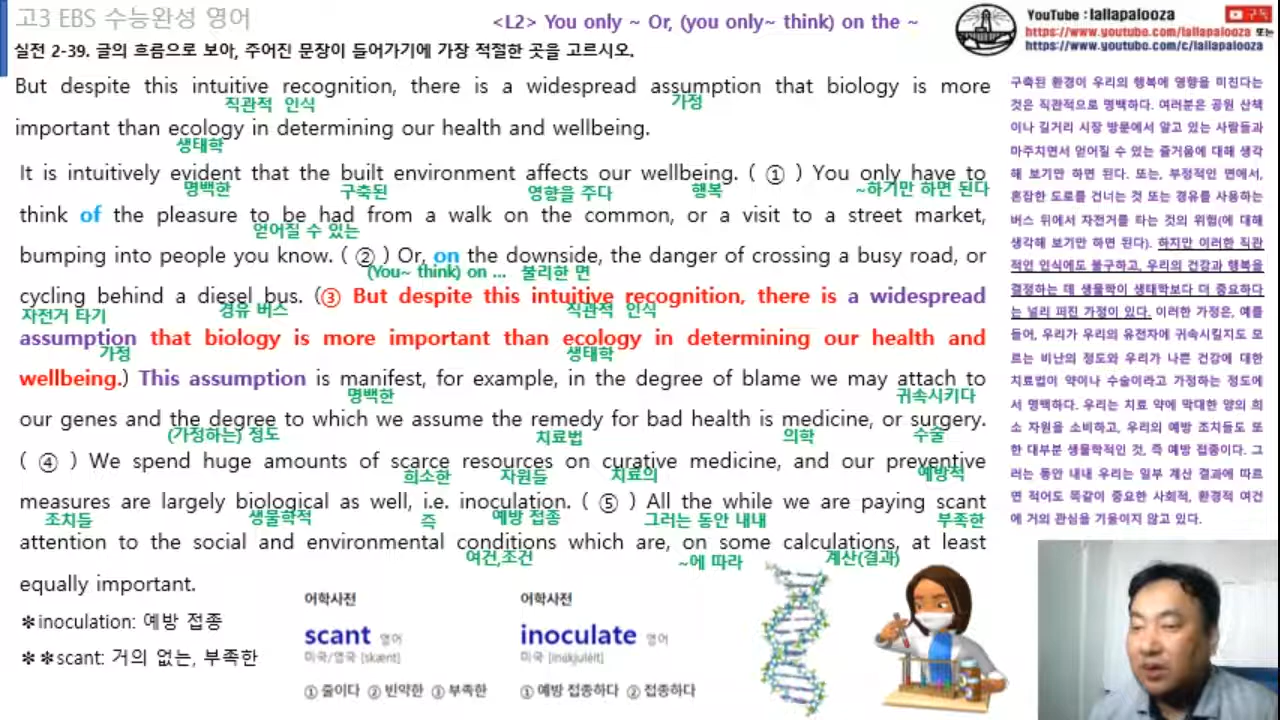 고3 EBS 수능완성 영어
<L2> You only ~ Or, (you only~ think) on the ~
YouTube : lallapalooza
구독
https://www.youtube.com/lallapalooza 또는
https://www.youtube.com/c/lallapalooza
실전 2-39. 글의 흐름으로 보아, 주어진 문장이 들어가기에 가장 적절한 곳을 고르시오.
But despite this intuitive recognition, there is a widespread assumption that biology is more
직관적 인식 가정
important than ecology in determining our health and wellbeing.
생태학
It is intuitively evident that the built environment affects our wellbeing. ( ① ) You only have to
명백한 구축된 영향을 주다 행복 ~하기만 하면 된다
think of the pleasure to be had from a walk on the common, or a visit to a street market,
얻어질 수 있는
bumping into people you know. ( ② ) Or, on the downside, the danger of crossing a busy road, or
(You~ think) on ... 불리한 면
cycling behind a diesel bus. (③ But despite this intuitive recognition, there is a widespread
자전거 타기 경유 버스 직관적 인식
assumption that biology is more important than ecology in determining our health and
가정 생태학
wellbeing.) This assumption is manifest, for example, in the degree of blame we may attach to
명백한 귀속시키다
our genes and the degree to which we assume the remedy for bad health is medicine, or surgery.
(가정하는) 정도 치료법 의학 수술
( ④ ) We spend huge amounts of scarce resources on curative medicine, and our preventive
희소한 자원들 치료의 예방적
measures are largely biological as well, i.e. inoculation. ( ⑤ ) All the while we are paying scant
조치들 생물학적 즉 예방 접종 그러는 동안 내내 부족한
attention to the social and environmental conditions which are, on some calculations, at least
여건,조건 ~에 따라 계산(결과)
equally important.
*inoculation: 예방 접종
**scant: 거의 없는, 부족한
어학사전
scant 영어
미국/영국 [skænt]
① 줄이다 ② 빈약한 ③ 부족한
어학사전
inoculate 영어
미국 [inɑ́kjulèit]
① 예방 접종하다 ② 접종하다
구축된 환경이 우리의 행복에 영향을 미친다는
것은 직관적으로 명백하다. 여러분은 공원 산책
이나 길거리 시장 방문에서 알고 있는 사람들과
마주치면서 얻어질 수 있는 즐거움에 대해 생각
해 보기만 하면 된다. 또는, 부정적인 면에서,
혼잡한 도로를 건너는 것 또는 경유를 사용하는
버스 뒤에서 자전거를 타는 것의 위험(에 대해
생각해 보기만 하면 된다). 하지만 이러한 직관
적인 인식에도 불구하고, 우리의 건강과 행복을
결정하는 데 생물학이 생태학보다 더 중요하다
는 널리 퍼진 가정이 있다. 이러한 가정은, 예를
들어, 우리가 우리의 유전자에 귀속시킬지도 모
르는 비난의 정도와 우리가 나쁜 건강에 대한
치료법이 약이나 수술이라고 가정하는 정도에
서 명백하다. 우리는 치료 약에 막대한 양의 희
소 자원을 소비하고, 우리의 예방 조치들도 또
한 대부분 생물학적인 것, 즉 예방 접종이다. 그
러는 동안 내내 우리는 일부 계산 결과에 따르
면 적어도 똑같이 중요한 사회적, 환경적 여건
에 거의 관심을 기울이지 않고 있다.